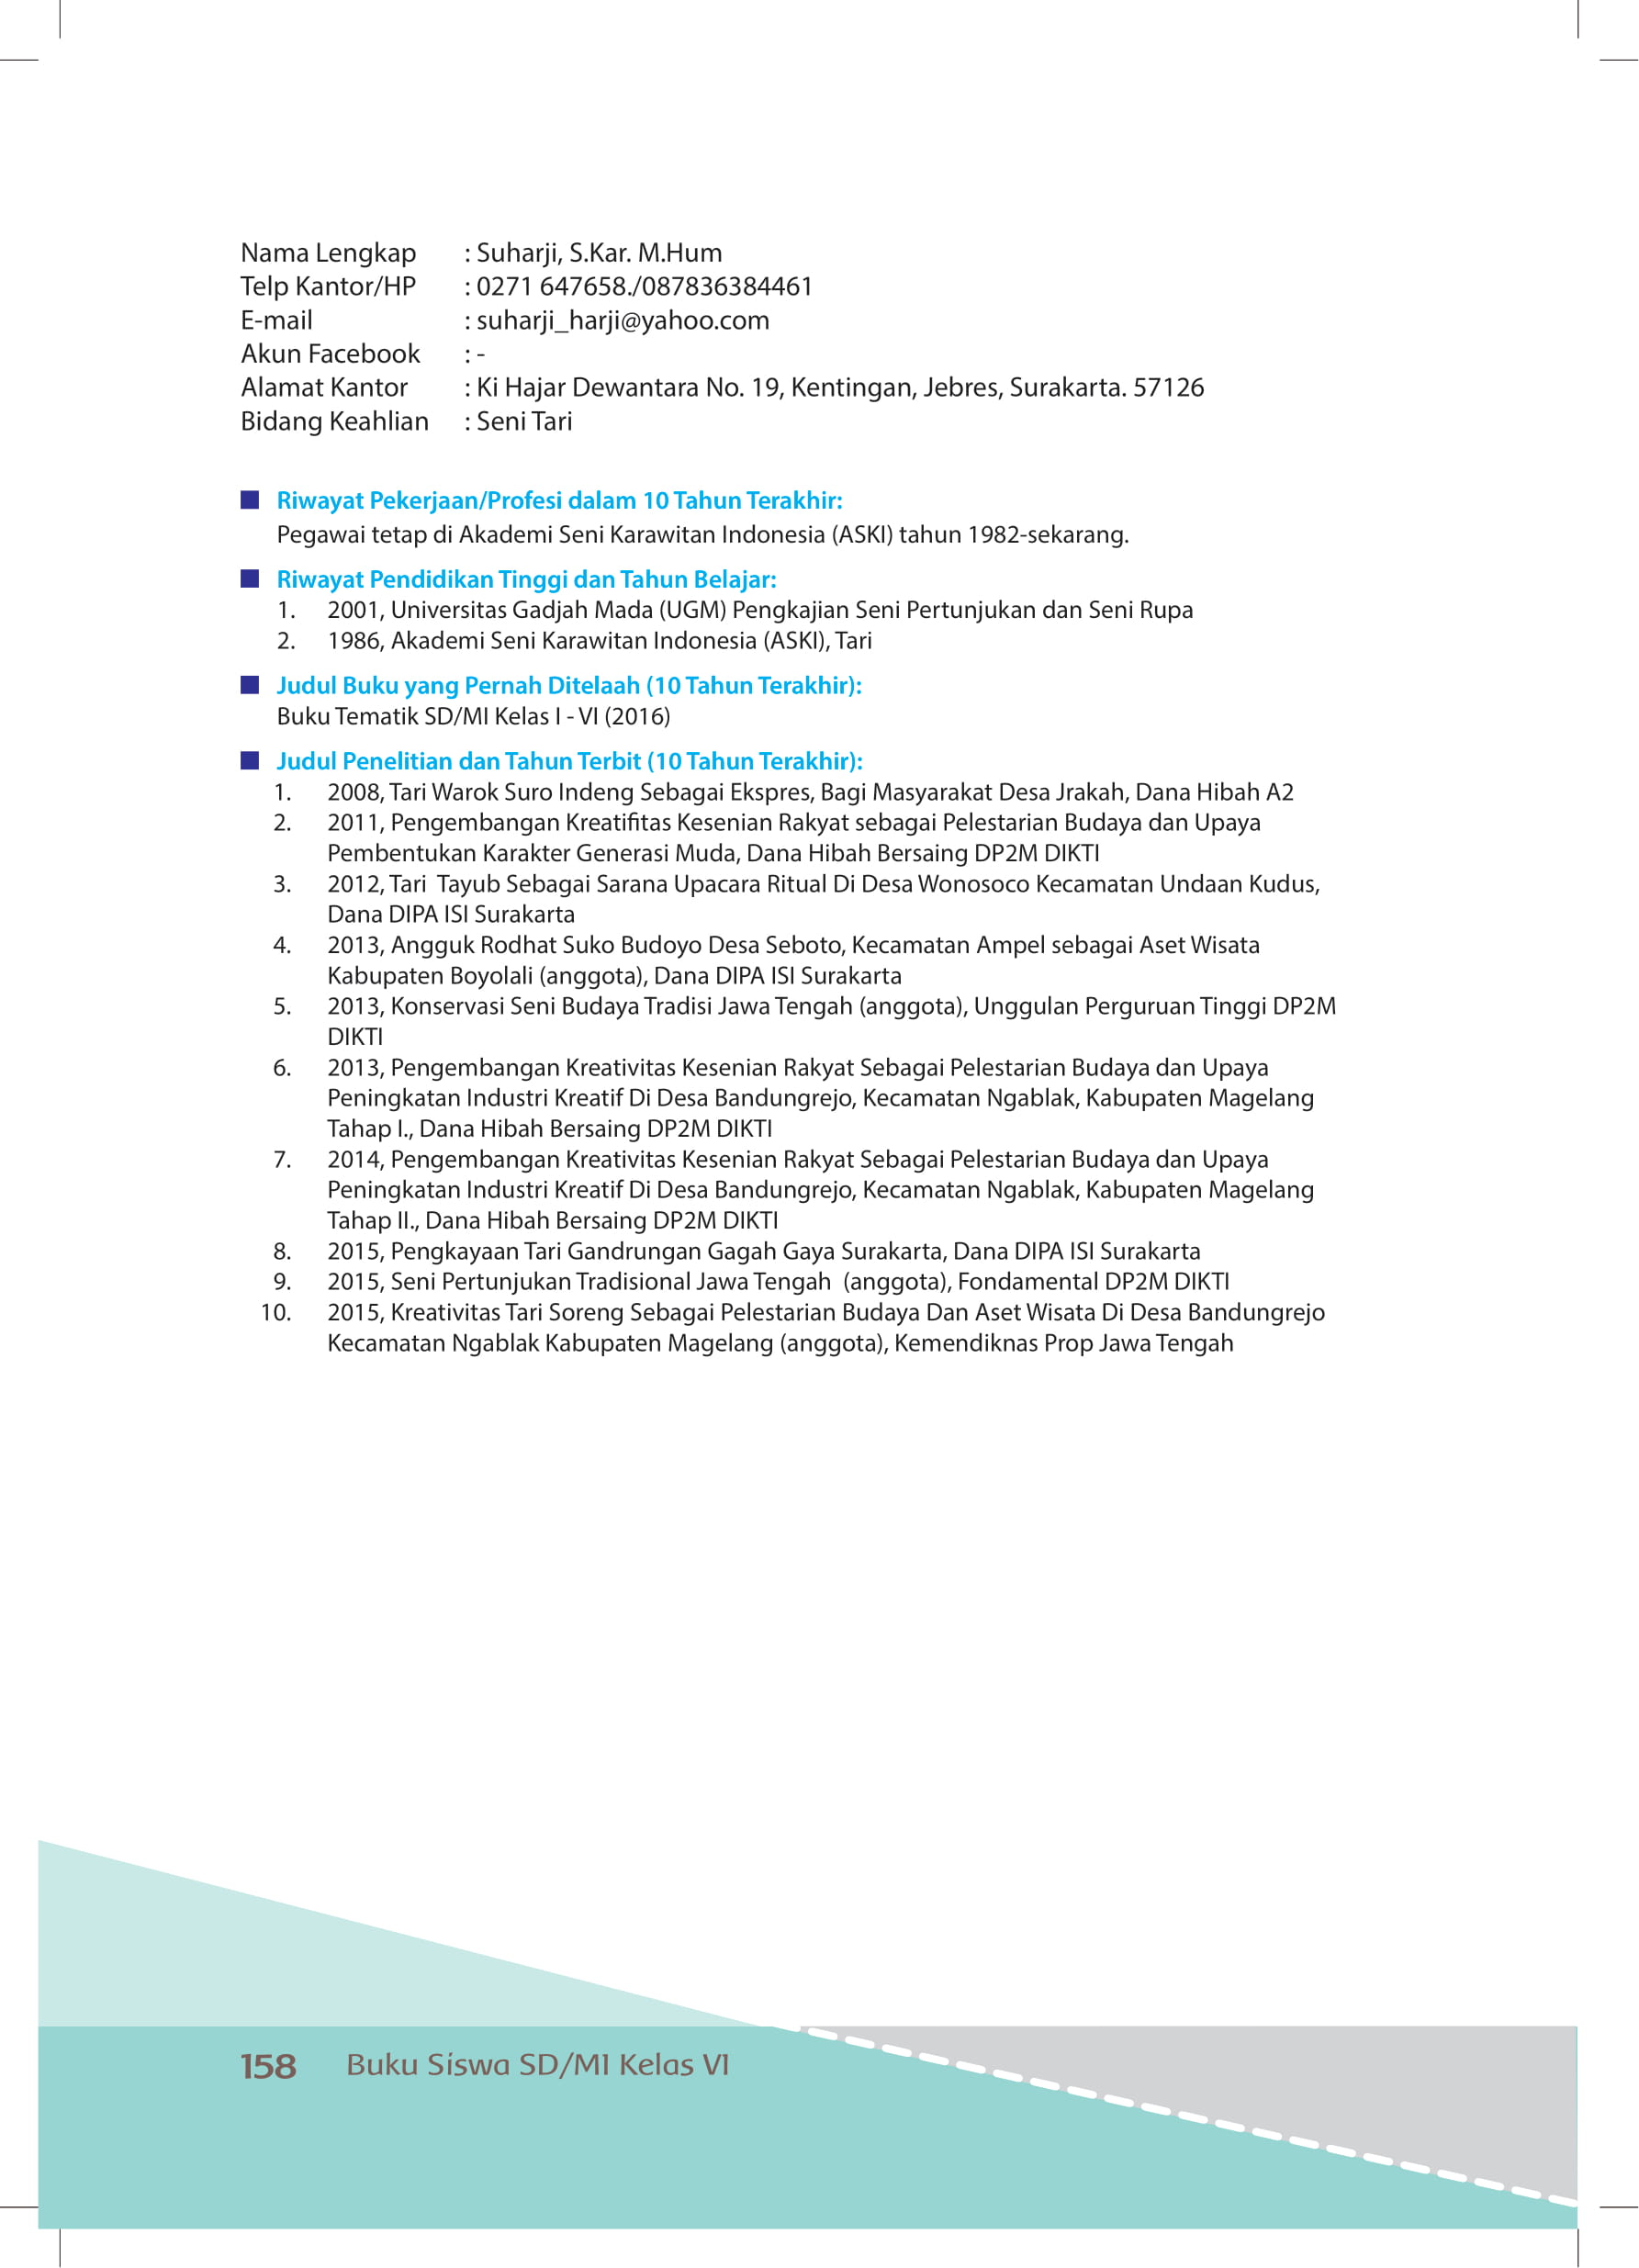 Nama Lengkap : Suharji, S.Kar. M.Hum
Telp Kantor/HP : 0271 647658./087836384461
E-mail : suharji_harji@yahoo.com
Akun Facebook : -
Alamat Kantor : Ki Hajar Dewantara No. 19, Kentingan, Jebres, Surakarta. 57126
Bidang Keahlian : Seni Tari
Riwayat Pekerjaan/Profesi dalam 10 Tahun Terakhir:
Pegawai tetap di Akademi Seni Karawitan Indonesia (ASKI) tahun 1982-sekarang.
Riwayat Pendidikan Tinggi dan Tahun Belajar:
1. 2001, Universitas Gadjah Mada (UGM) Pengkajian Seni Pertunjukan dan Seni Rupa
2. 1986, Akademi Seni Karawitan Indonesia (ASKI), Tari
Judul Buku yang Pernah Ditelaah (10 Tahun Terakhir):
Buku Tematik SD/MI Kelas I - VI (2016)
Judul Penelitian dan Tahun Terbit (10 Tahun Terakhir):
1. 2008, Tari Warok Suro Indeng Sebagai Ekspres, Bagi Masyarakat Desa Jrakah, Dana Hibah A2
2. 2011, Pengembangan Kreatifitas Kesenian Rakyat sebagai Pelestarian Budaya dan Upaya
Pembentukan Karakter Generasi Muda, Dana Hibah Bersaing DP2M DIKTI
3. 2012, Tari Tayub Sebagai Sarana Upacara Ritual Di Desa Wonosoco Kecamatan Undaan Kudus,
Dana DIPA ISI Surakarta
4. 2013, Angguk Rodhat Suko Budoyo Desa Seboto, Kecamatan Ampel sebagai Aset Wisata
Kabupaten Boyolali (anggota), Dana DIPA ISI Surakarta
5. 2013, Konservasi Seni Budaya Tradisi Jawa Tengah (anggota), Unggulan Perguruan Tinggi DP2M
DIKTI
6. 2013, Pengembangan Kreativitas Kesenian Rakyat Sebagai Pelestarian Budaya dan Upaya
Peningkatan Industri Kreatif Di Desa Bandungrejo, Kecamatan Ngablak, Kabupaten Magelang
Tahap I., Dana Hibah Bersaing DP2M DIKTI
7. 2014, Pengembangan Kreativitas Kesenian Rakyat Sebagai Pelestarian Budaya dan Upaya
Peningkatan Industri Kreatif Di Desa Bandungrejo, Kecamatan Ngablak, Kabupaten Magelang
Tahap II., Dana Hibah Bersaing DP2M DIKTI
8. 2015, Pengkayaan Tari Gandrungan Gagah Gaya Surakarta, Dana DIPA ISI Surakarta
9. 2015, Seni Pertunjukan Tradisional Jawa Tengah (anggota), Fondamental DP2M DIKTI
10. 2015, Kreativitas Tari Soreng Sebagai Pelestarian Budaya Dan Aset Wisata Di Desa Bandungrejo
Kecamatan Ngablak Kabupaten Magelang (anggota), Kemendiknas Prop Jawa Tengah
158 Buku Siswa SD/MI Kelas VI